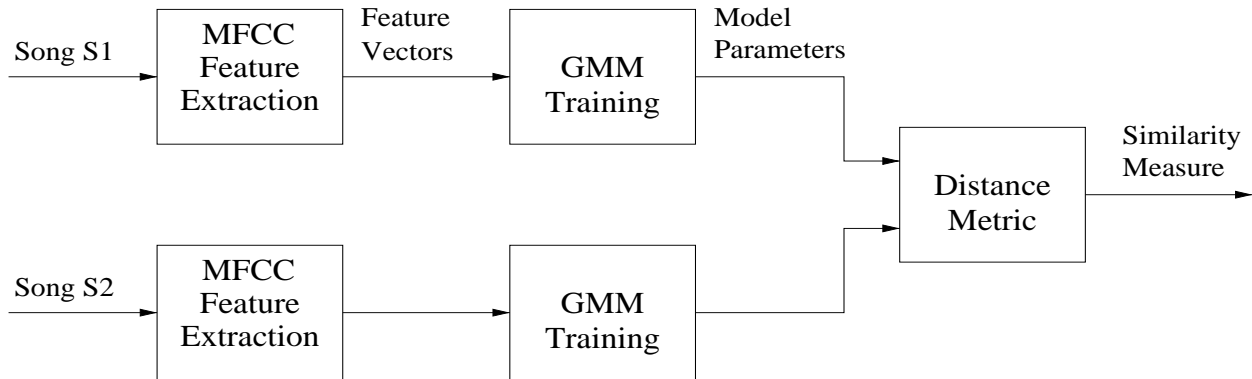 Song S1
MFCC
Feature
Extraction
Feature
Vectors
GMM
Training
Model
Parameters
Distance
Metric
Similarity
Measure
Song S2
MFCC
Feature
Extraction
GMM
Training